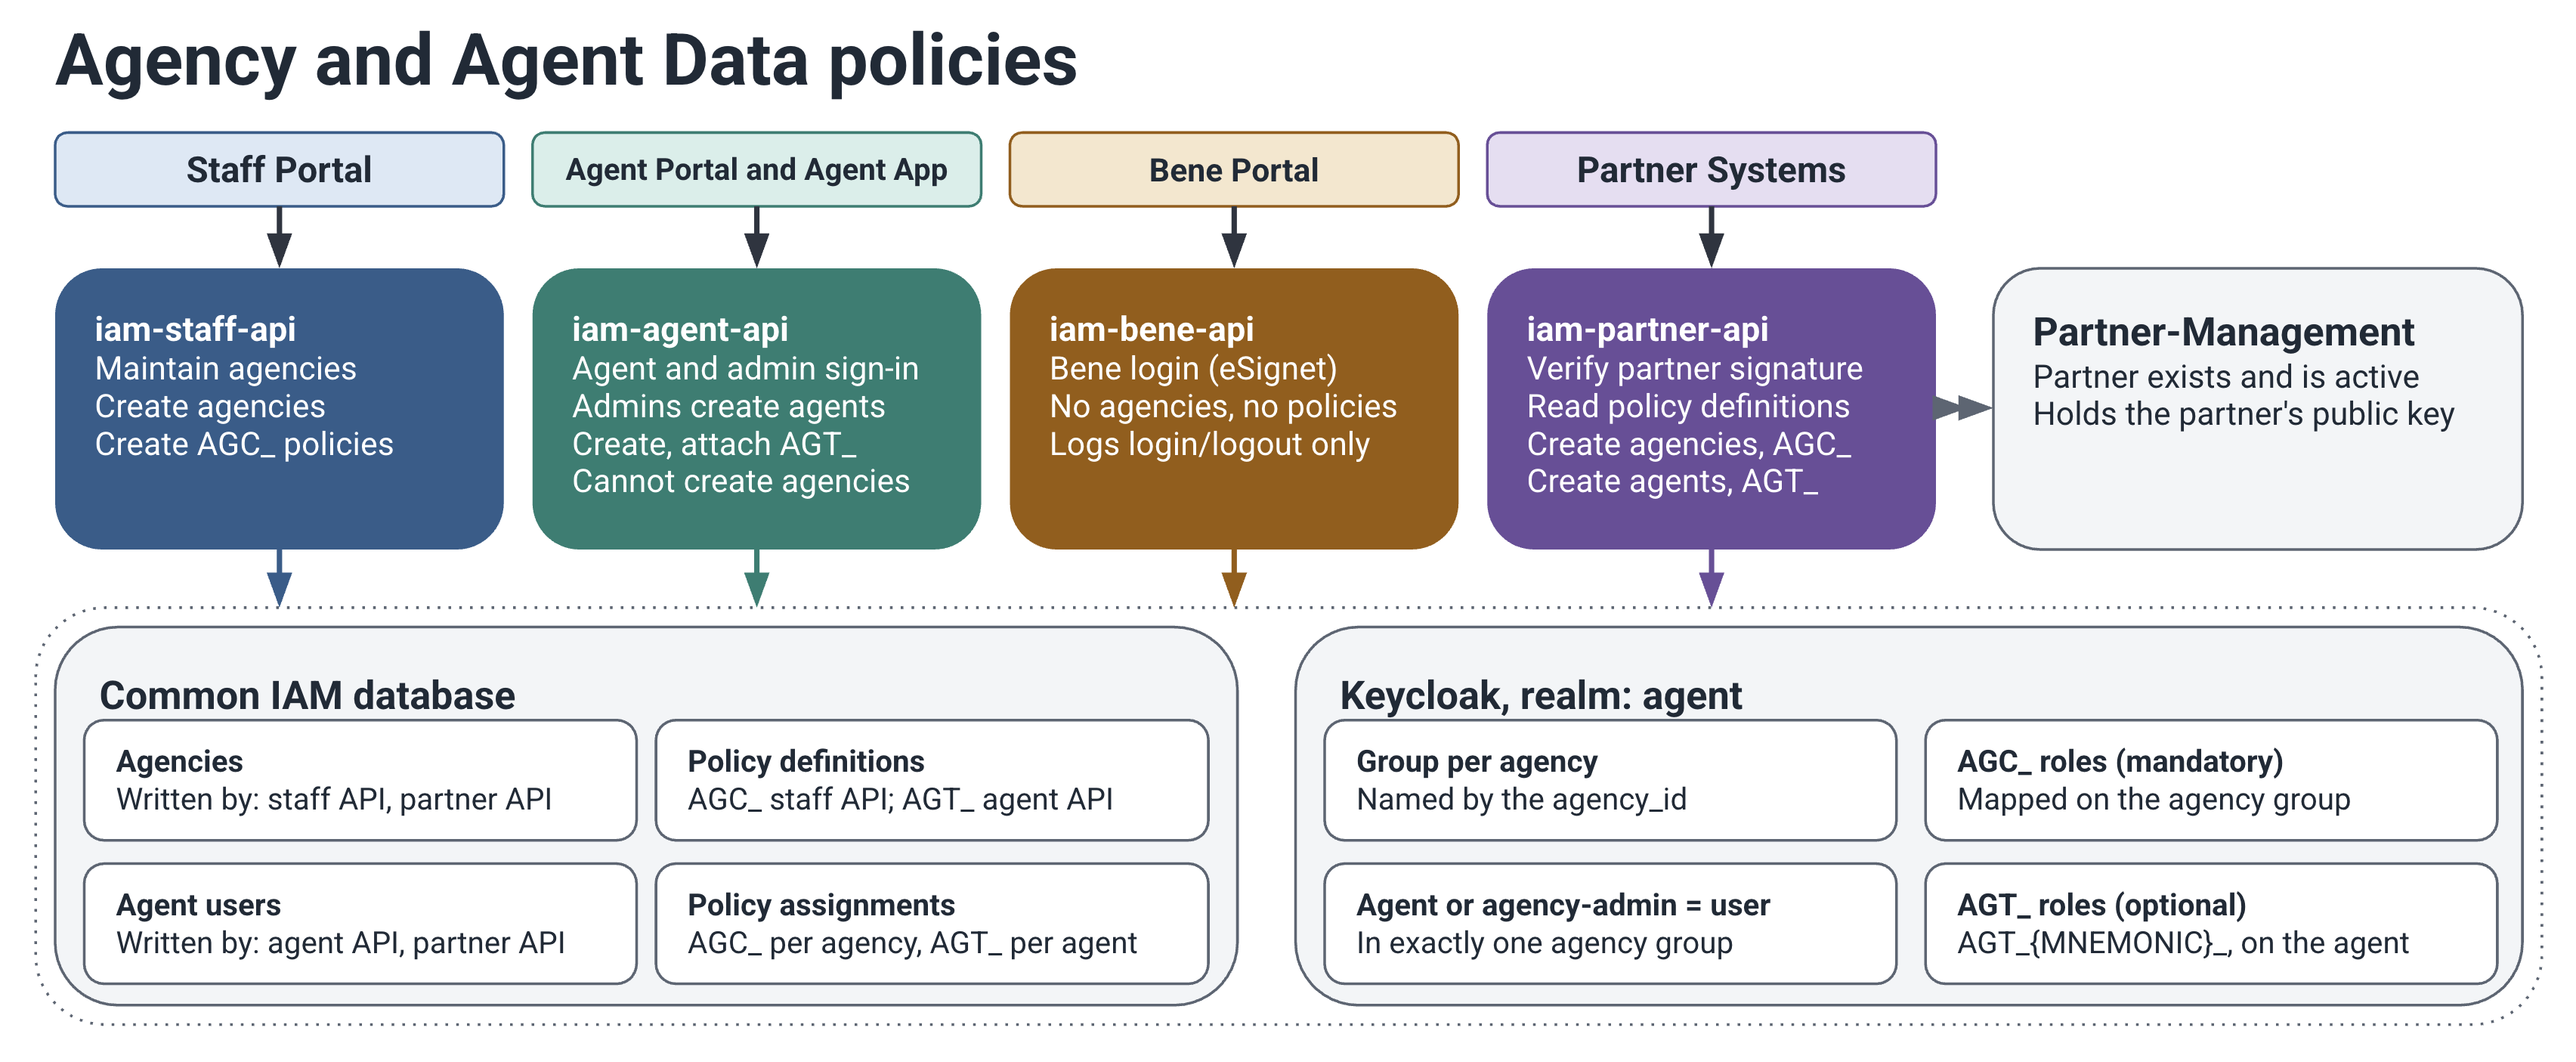 Agency and Agent Data policies
Staff Portal
Agent Portal and Agent App
Bene Portal
Partner Systems
iam-staff-api
Maintain agencies
Create agencies
Create AGC_ policies
iam-agent-api
Agent and admin sign-in
Admins create agents
Create, attach AGT_
Cannot create agencies
iam-bene-api
Bene login (eSignet)
No agencies, no policies
Logs login/logout only
iam-partner-api
Verify partner signature
Read policy definitions
Create agencies, AGC_
Create agents, AGT_
Partner-Management
Partner exists and is active
Holds the partner's public key
Common IAM database
Agencies
Written by: staff API, partner API
Policy definitions
AGC_ staff API; AGT_ agent API
Agent users
Written by: agent API, partner API
Policy assignments
AGC_ per agency, AGT_ per agent
Keycloak, realm: agent
Group per agency
Named by the agency_id
AGC_ roles (mandatory)
Mapped on the agency group
Agent or agency-admin = user
In exactly one agency group
AGT_ roles (optional)
AGT_{MNEMONIC}_, on the agent